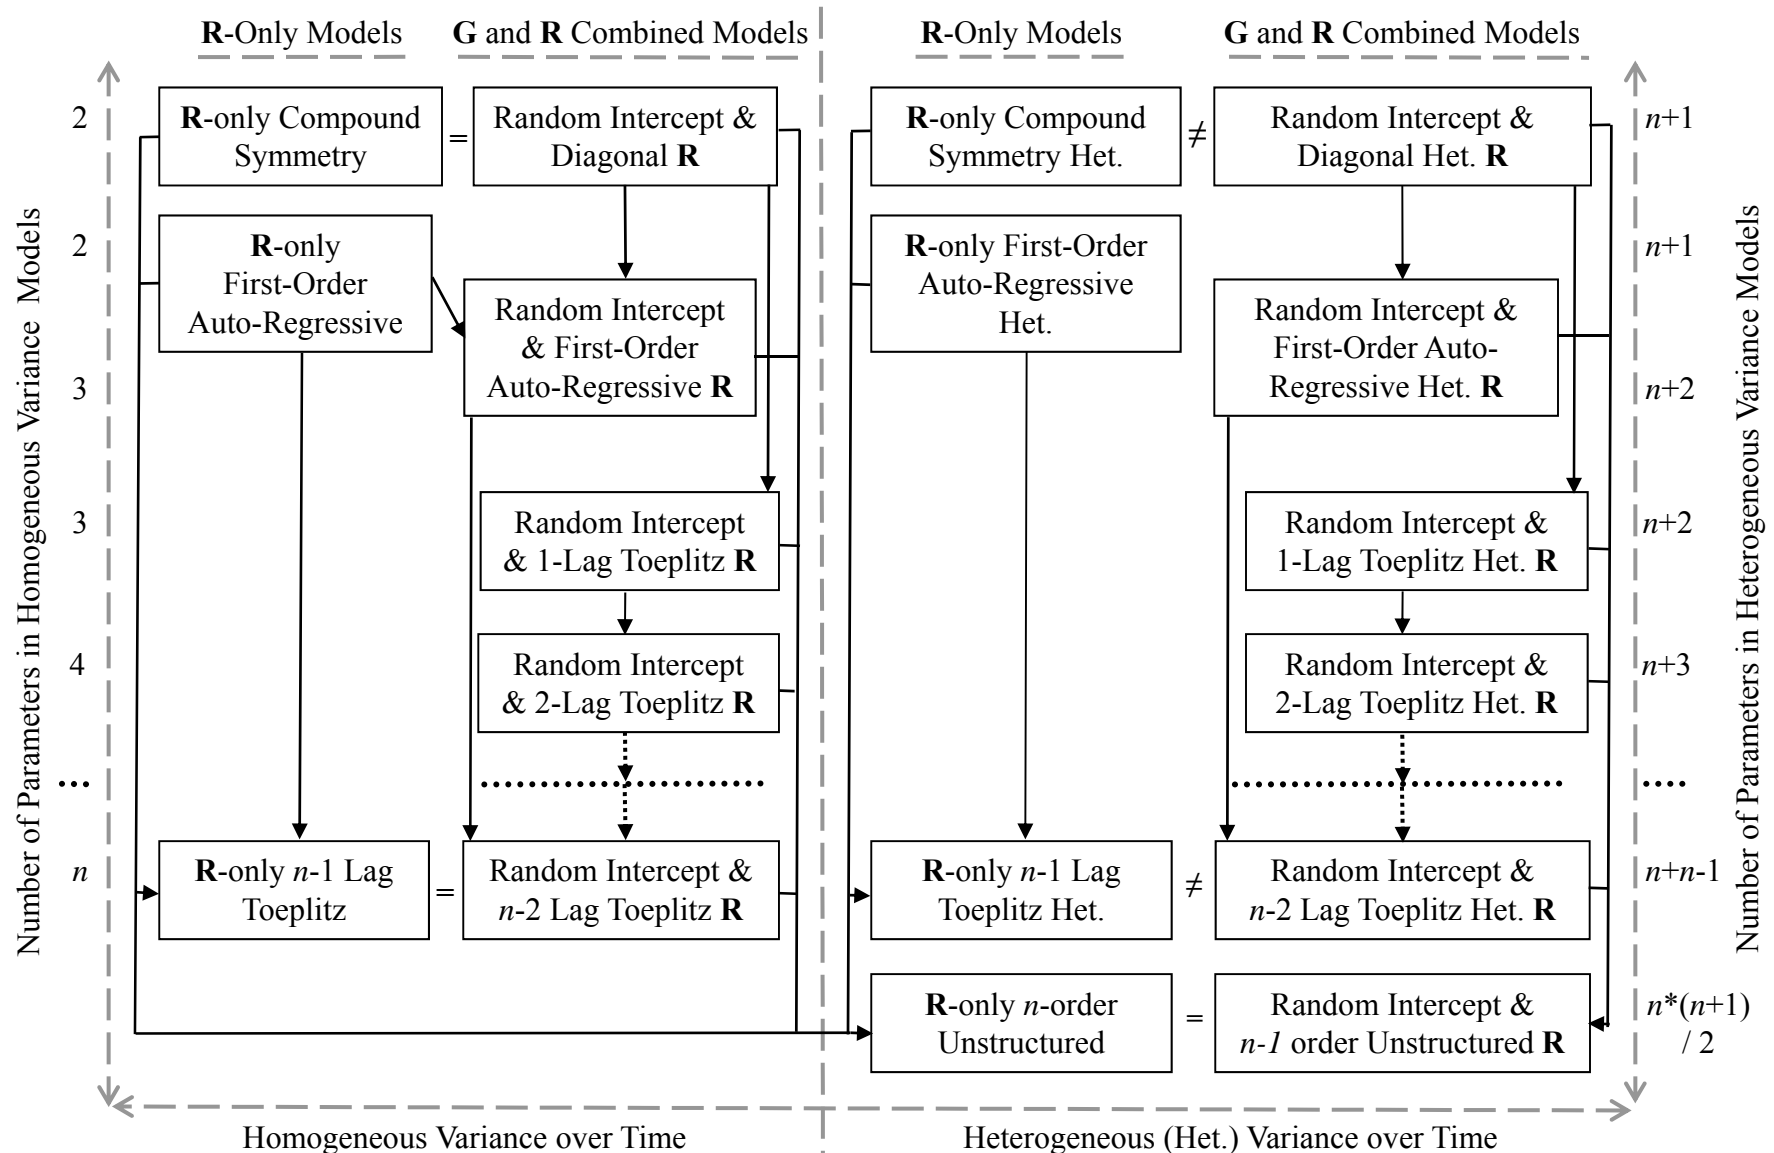 R-Only Models
G and R Combined Models
R-Only Models
G and R Combined Models
Number of Parameters in Homogeneous Variance Models
2
2
3
3
4
....
n
R-only Compound
Symmetry
=
Random Intercept &
Diagonal R
R-only
First-Order
Auto-Regressive
Random Intercept
& First-Order
Auto-Regressive R
Random Intercept
& 1-Lag Toeplitz R
Random Intercept
& 2-Lag Toeplitz R
R-only n-1 Lag
Toeplitz
=
Random Intercept &
n-2 Lag Toeplitz R
R-only Compound
Symmetry Het.
≠
Random Intercept &
Diagonal Het. R
R-only First-Order
Auto-Regressive
Het.
Random Intercept &
First-Order Auto-
Regressive Het. R
Random Intercept &
1-Lag Toeplitz Het. R
Random Intercept &
2-Lag Toeplitz Het. R
R-only n-1 Lag
Toeplitz Het.
≠
Random Intercept &
n-2 Lag Toeplitz Het. R
R-only n-order
Unstructured
=
Random Intercept &
n-1 order Unstructured R
n+1
n+1
n+2
n+2
n+3
....
n+n-1
n*(n+1)
/ 2
Number of Parameters in Heterogeneous Variance Models
Homogeneous Variance over Time
Heterogeneous (Het.) Variance over Time